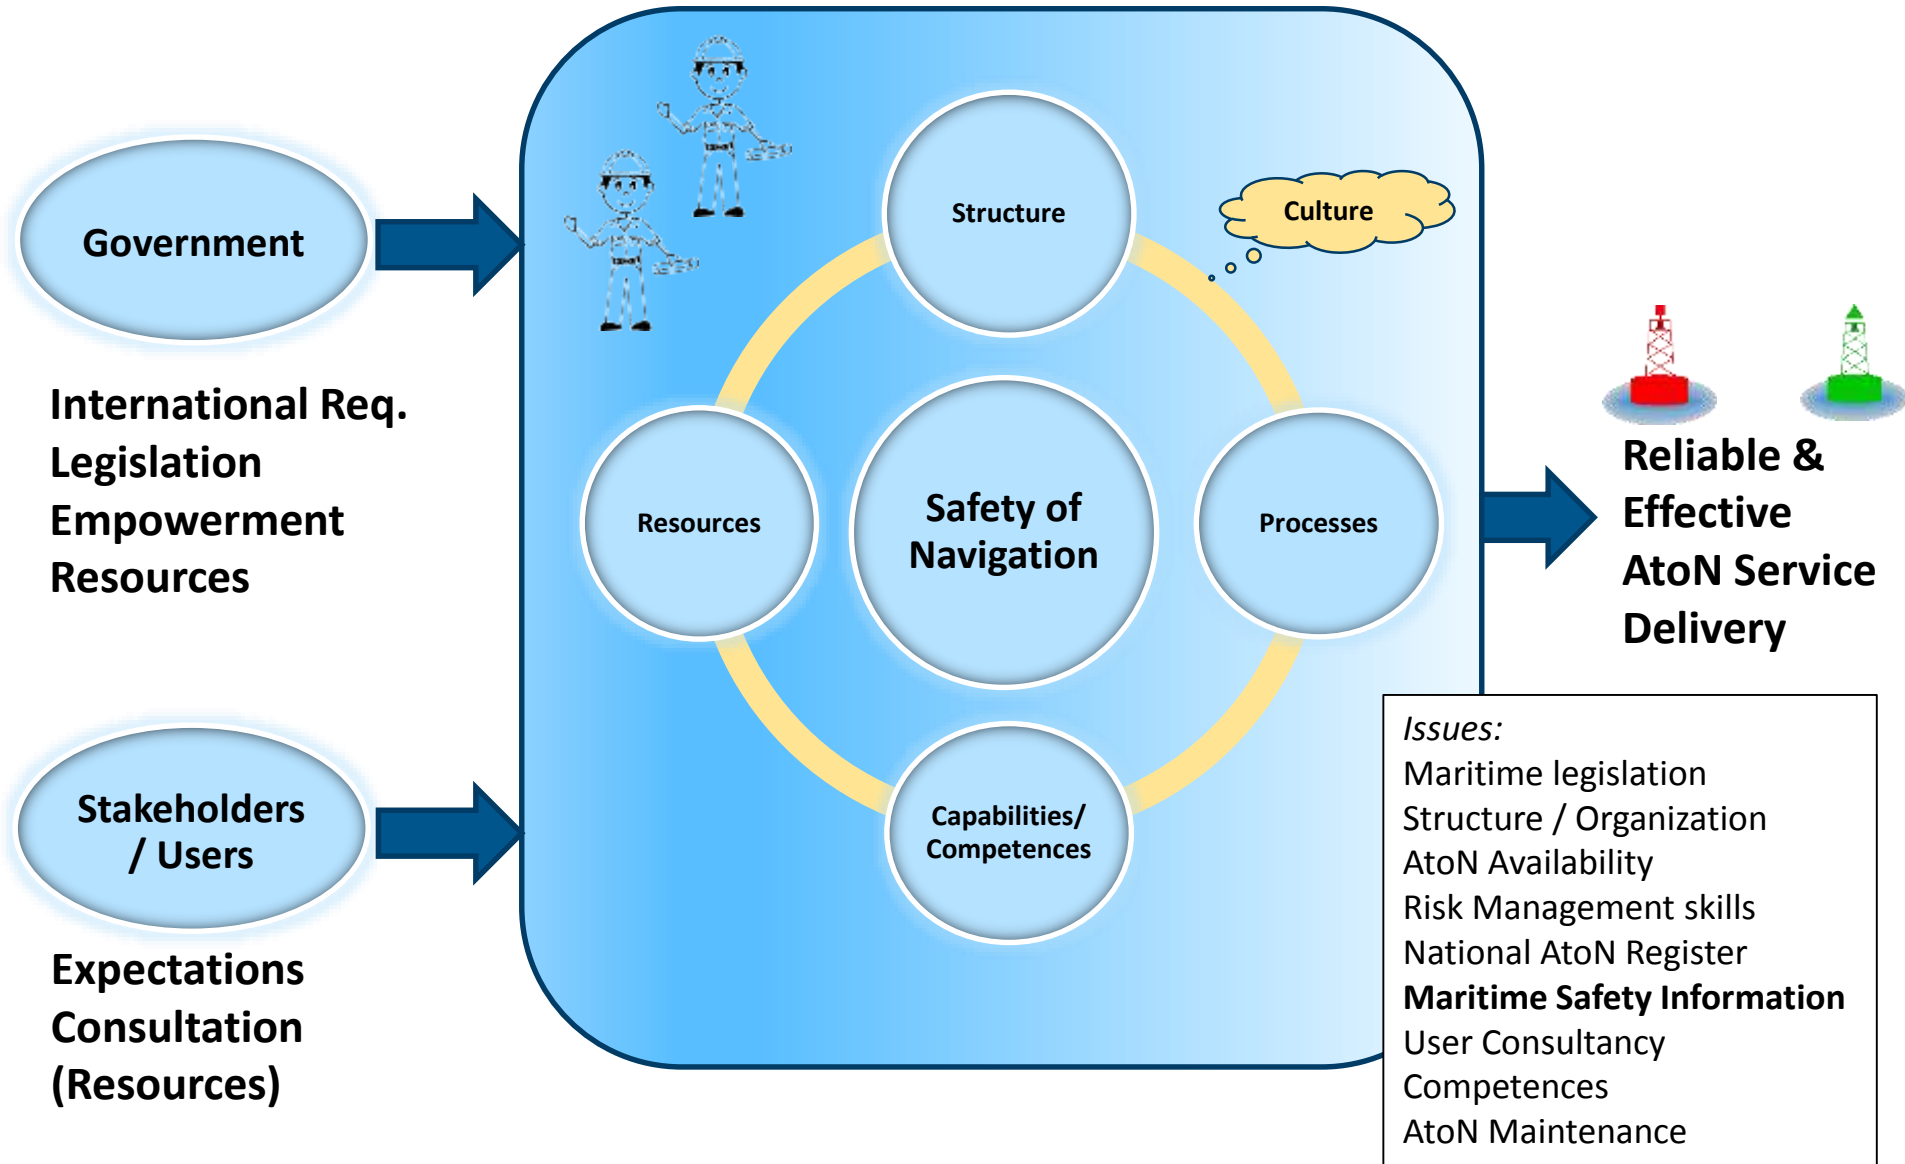 Government
International Req.
Legislation
Empowerment
Resources
Stakeholders
/ Users
Expectations
Consultation
(Resources)
Structure
Culture
Resources
Safety of
Navigation
Processes
Capabilities/
Competences
Reliable &
Effective
AtoN Service
Delivery
Issues:
Maritime legislation
Structure / Organization
AtoN Availability
Risk Management skills
National AtoN Register
Maritime Safety Information
User Consultancy
Competences
AtoN Maintenance